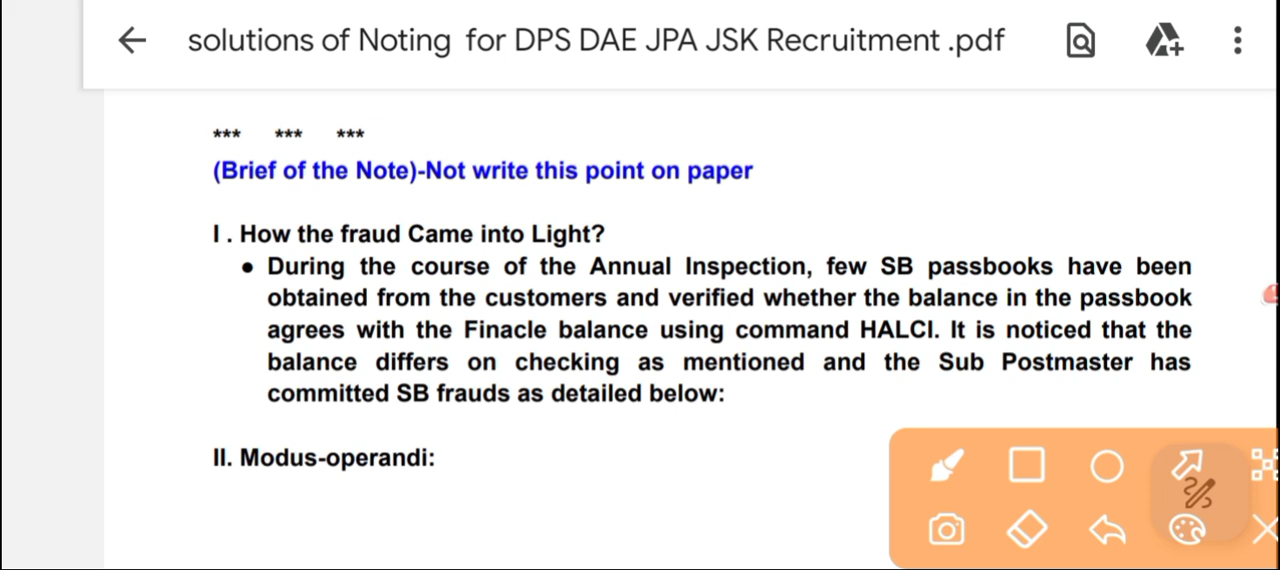 solutions of Noting for DPS DAE JPA JSK Recruitment .pdf
*** *** ***
(Brief of the Note)-Not write this point on paper
I . How the fraud Came into Light?
● During the course of the Annual Inspection, few SB passbooks have been
obtained from the customers and verified whether the balance in the passbook
agrees with the Finacle balance using command HALCI. It is noticed that the
balance differs on checking as mentioned and the Sub Postmaster has
committed SB frauds as detailed below:
II. Modus-operandi: